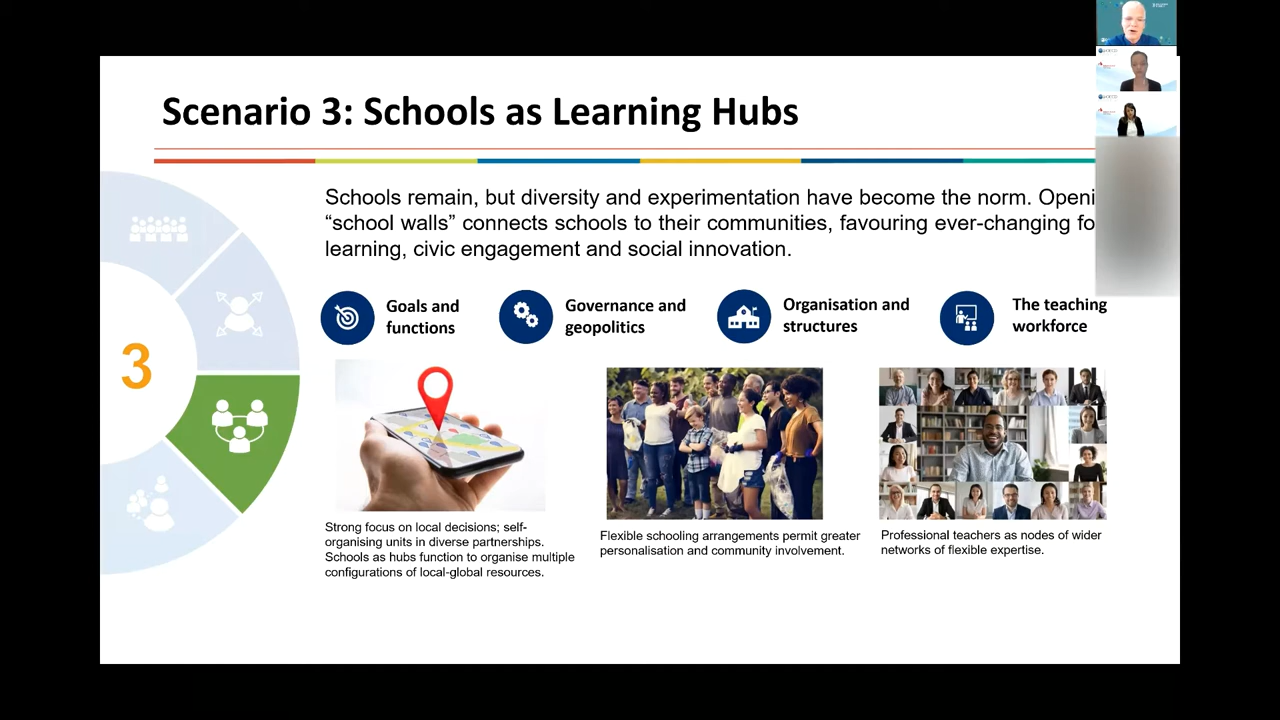 Scenario 3: Schools as Learning Hubs
Schools remain, but diversity and experimentation have become the norm. Openi
“school walls” connects schools to their communities, favouring ever-changing fo
learning, civic engagement and social innovation.
3
Goals and
functions
Governance and
geopolitics
Organisation and
structures
The teaching
workforce
Strong focus on local decisions; self-
organising units in diverse partnerships.
Schools as hubs function to organise multiple
configurations of local-global resources.
Flexible schooling arrangements permit greater
personalisation and community involvement.
Professional teachers as nodes of wider
networks of flexible expertise.